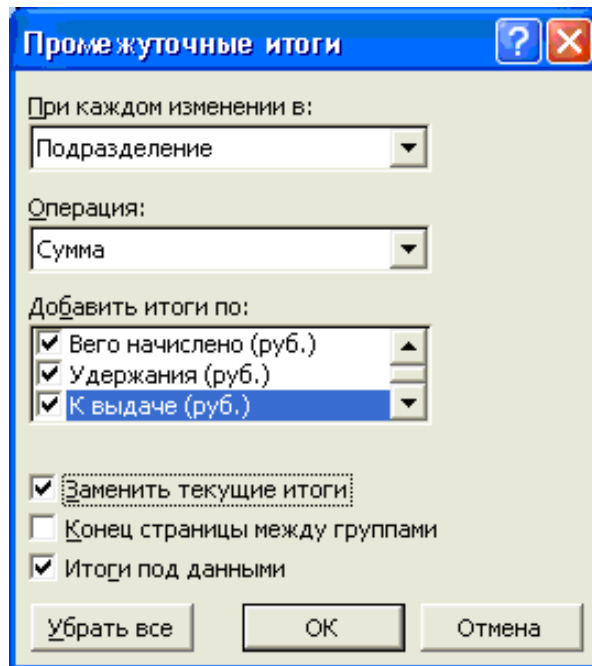 Промежуточные итоги
При каждом изменении в:
Подразделение
Операция:
Сумма
Добавить итоги по:
Вего начислено (руб.)
Удержания (руб.)
К выдаче (руб.)
Заменить текущие итоги
Конец страницы между группами
Итоги под данными
Убрать все
ОК
Отмена